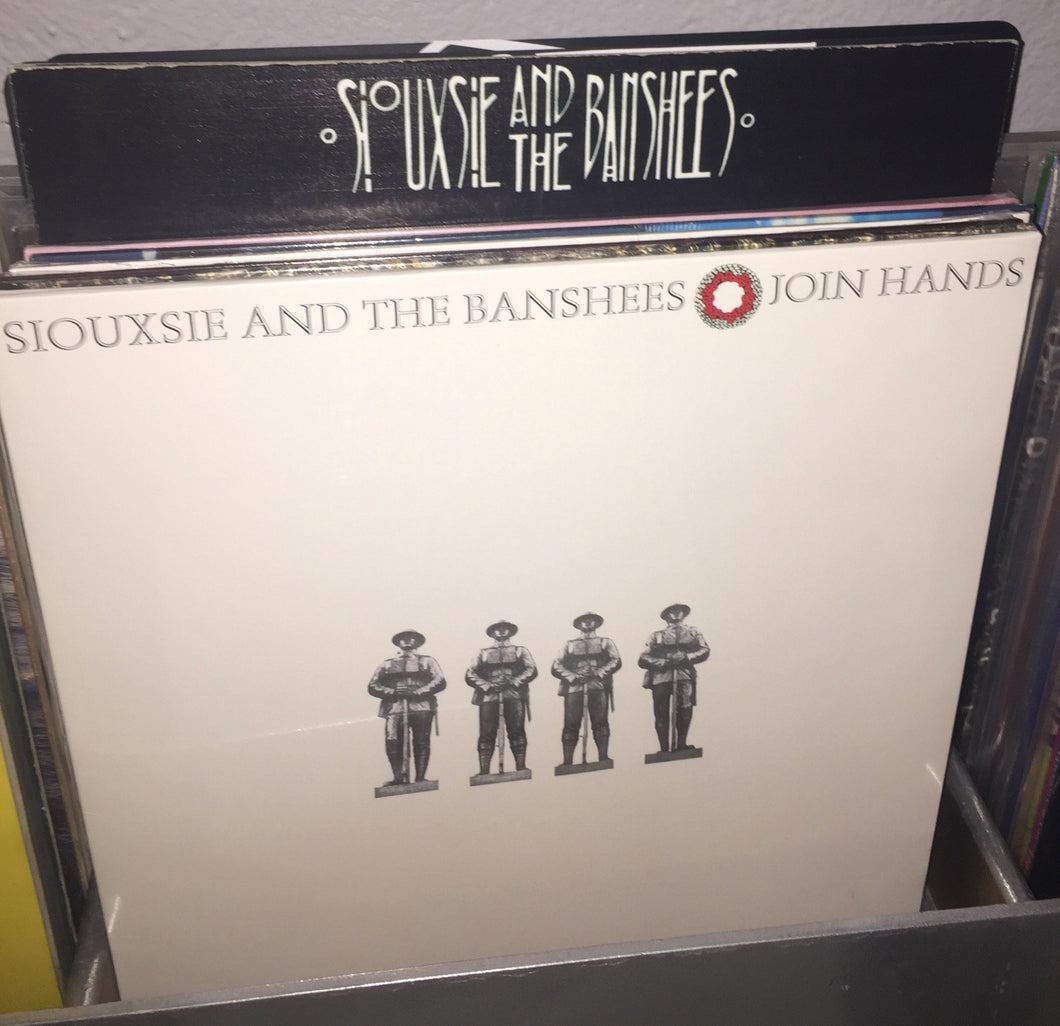 SIOUXSIE AND THE BANSHEES
SIOUXSIE AND THE BANSHEES JOIN HANDS